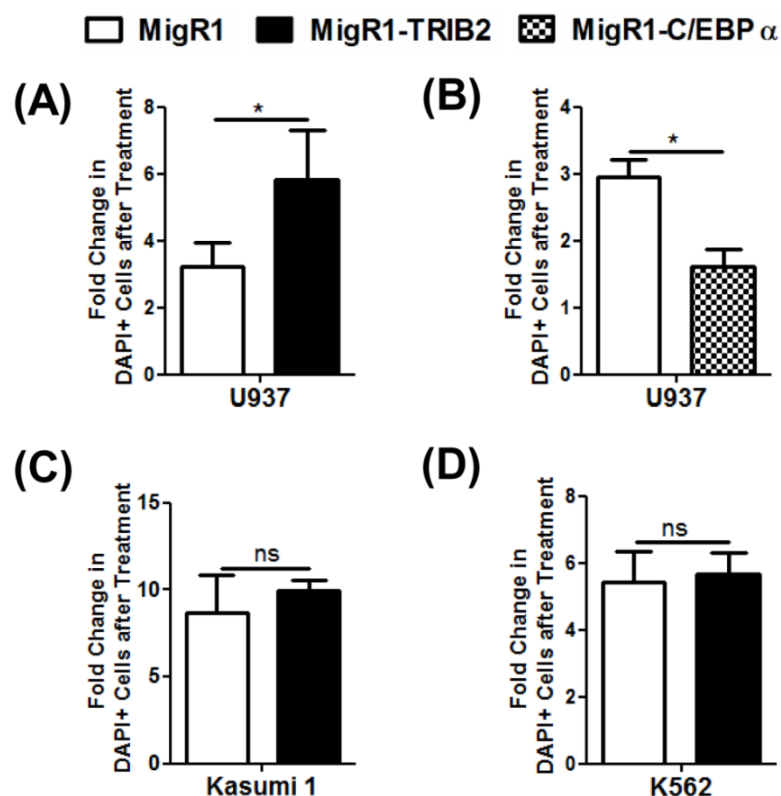 MigR1 MigR1-TRIB2 MigR1-C/EBP α
(A)
Fold Change in
DAPI+ Cells after Treatment
8
6
4
2
0
*
U937
(B)
Fold Change in
DAPI+ Cells after Treatment
4
3
2
1
0
*
U937
(C)
Fold Change in
DAPI+ Cells after Treatment
15
10
5
0
ns
Kasumi 1
(D)
Fold Change in
DAPI+ Cells after Treatment
8
6
4
2
0
ns
K562